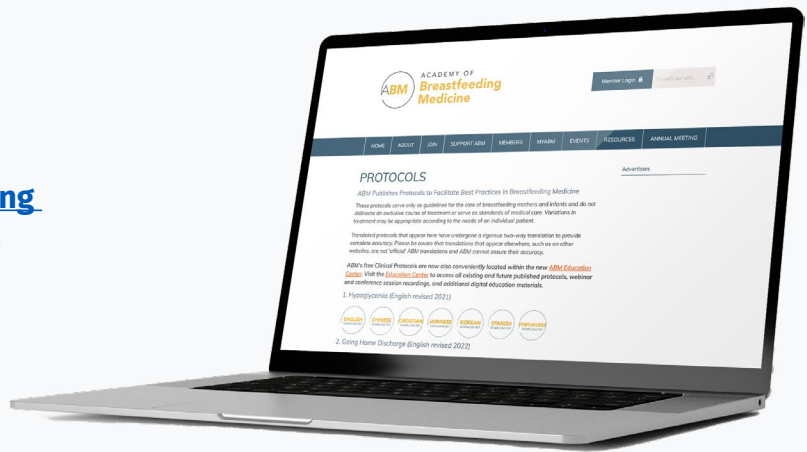 ng
ABM
ACADEMY OF
Breastfeeding
Medicine
Member Login
HOME ABOUT JOIN SUPPORT ABM MEMBERS MYABM EVENTS RESOURCES ANNUAL MEETING
PROTOCOLS
Advertisers
ABM Publishes Protocols to Facilitate Best Practices in Breastfeeding Medicine
These protocols serve only as guidelines for the care of breastfeeding mothers and infants and do not
delineate an exclusive course of treatment or serve as standards of medical care. Variations in
treatment may be appropriate according to the needs of an individual patient.
Translated protocols that appear here have undergone a rigorous two-way translation to provide
complete accuracy. Please be aware that translations that appear elsewhere, such as on other
websites, are not 'official' ABM translations and ABM cannot assure their accuracy.
ABM's free Clinical Protocols are now also conveniently located within the new ABM Education
Center. Visit the Education Center to access all existing and future published protocols, webinar
and conference session recordings, and additional digital education materials.
1. Hypoglycemia (English revised 2021)
ENGLISH CHINESE CROATIAN JAPANESE KOREAN SPANISH PORTUGUESE
2. Going Home Discharge (English revised 2022)